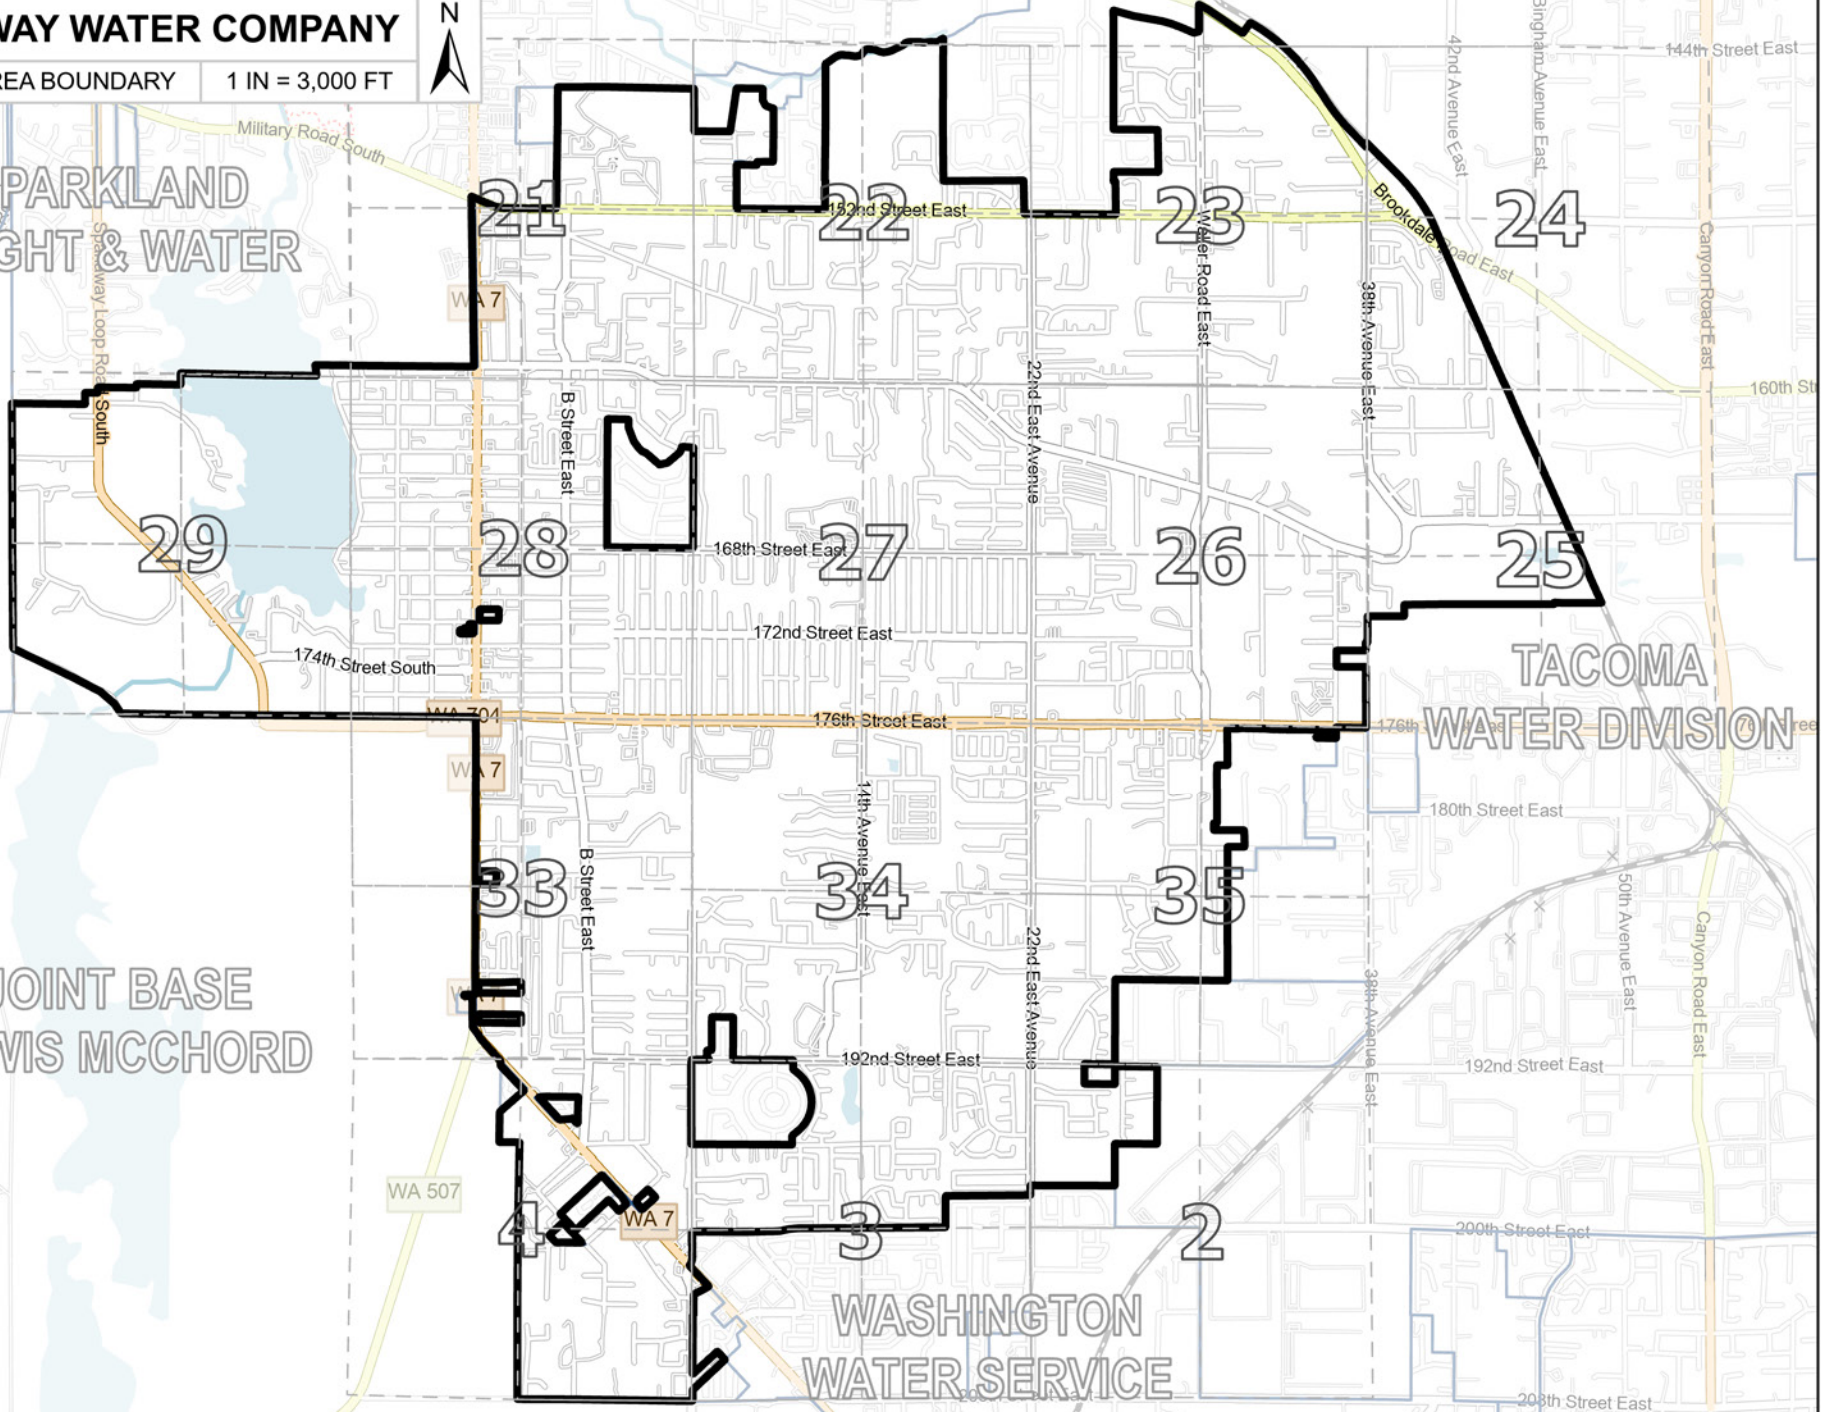 WAY WATER COMPANY
N
REA BOUNDARY
1 IN = 3,000 FT
144th Street East
42nd Avenue East
Bingham Avenue East
Military Road South
PARKLAND
GHT & WATER
21
22
152nd Street East
23
24
Brookdale Road East
Spanaway Loop Road South
WA 7
Waller Road East
38th Avenue East
Canyon Road East
B Street East
22nd East Avenue
160th St
29
28
168th Street East
27
26
25
172nd Street East
174th Street South
TACOMA
WATER DIVISION
WA 704
176th Street East
WA 7
14th Avenue East
180th Street East
33
B Street East
34
35
50th Avenue East
Canyon Road East
22nd East Avenue
38th Avenue East
JOINT BASE
WIS MCCHORD
192nd Street East
192nd Street East
WA 507
4
WA 7
3
2
200th Street East
WASHINGTON
WATER SERVICE
208th Street East